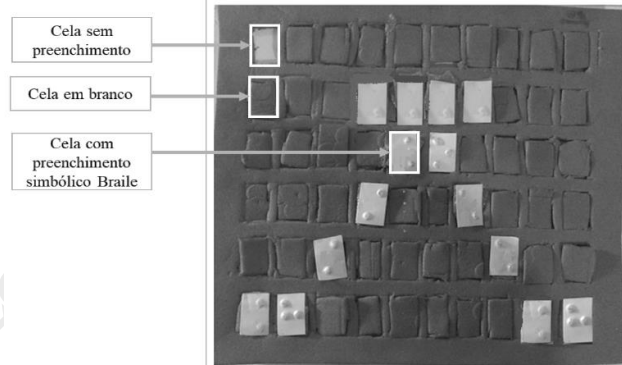 Cela sem
preenchimento
Cela em branco
Cela com
preenchimento
simbólico Braile